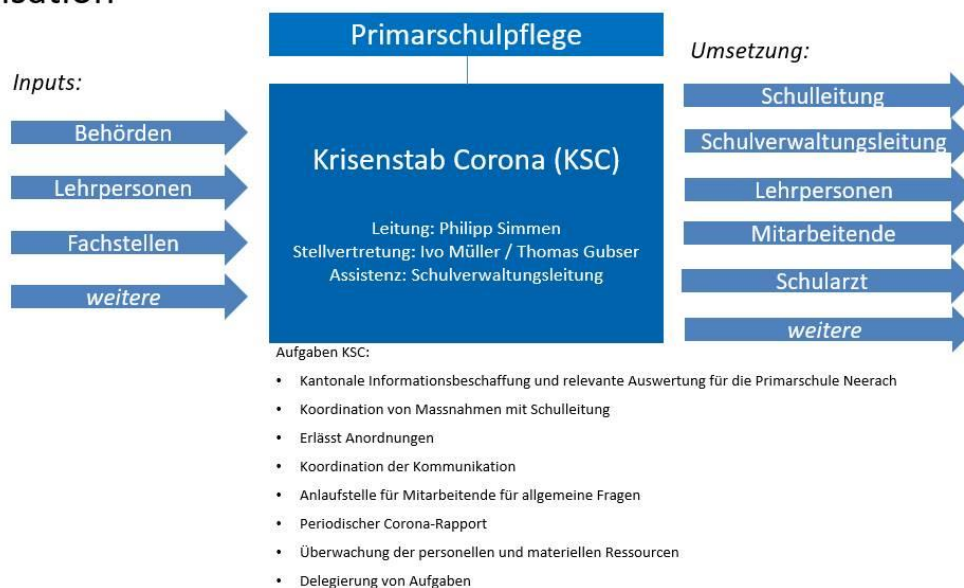 Primarschulpflege
Inputs:
Behörden
Lehrpersonen
Fachstellen
weitere
Krisenstab Corona (KSC)
Leitung: Philipp Simmen
Stellvertretung: Ivo Müller / Thomas Gubser
Assistenz: Schulverwaltungsleitung
Umsetzung:
Schulleitung
Schulverwaltungsleitung
Lehrpersonen
Mitarbeitende
Schularzt
weitere
Aufgaben KSC:
• Kantonale Informationsbeschaffung und relevante Auswertung für die Primarschule Neerach
• Koordination von Massnahmen mit Schulleitung
• Erlässt Anordnungen
• Koordination der Kommunikation
• Anlaufstelle für Mitarbeitende für allgemeine Fragen
• Periodischer Corona-Rapport
• Überwachung der personellen und materiellen Ressourcen
• Delegierung von Aufgaben